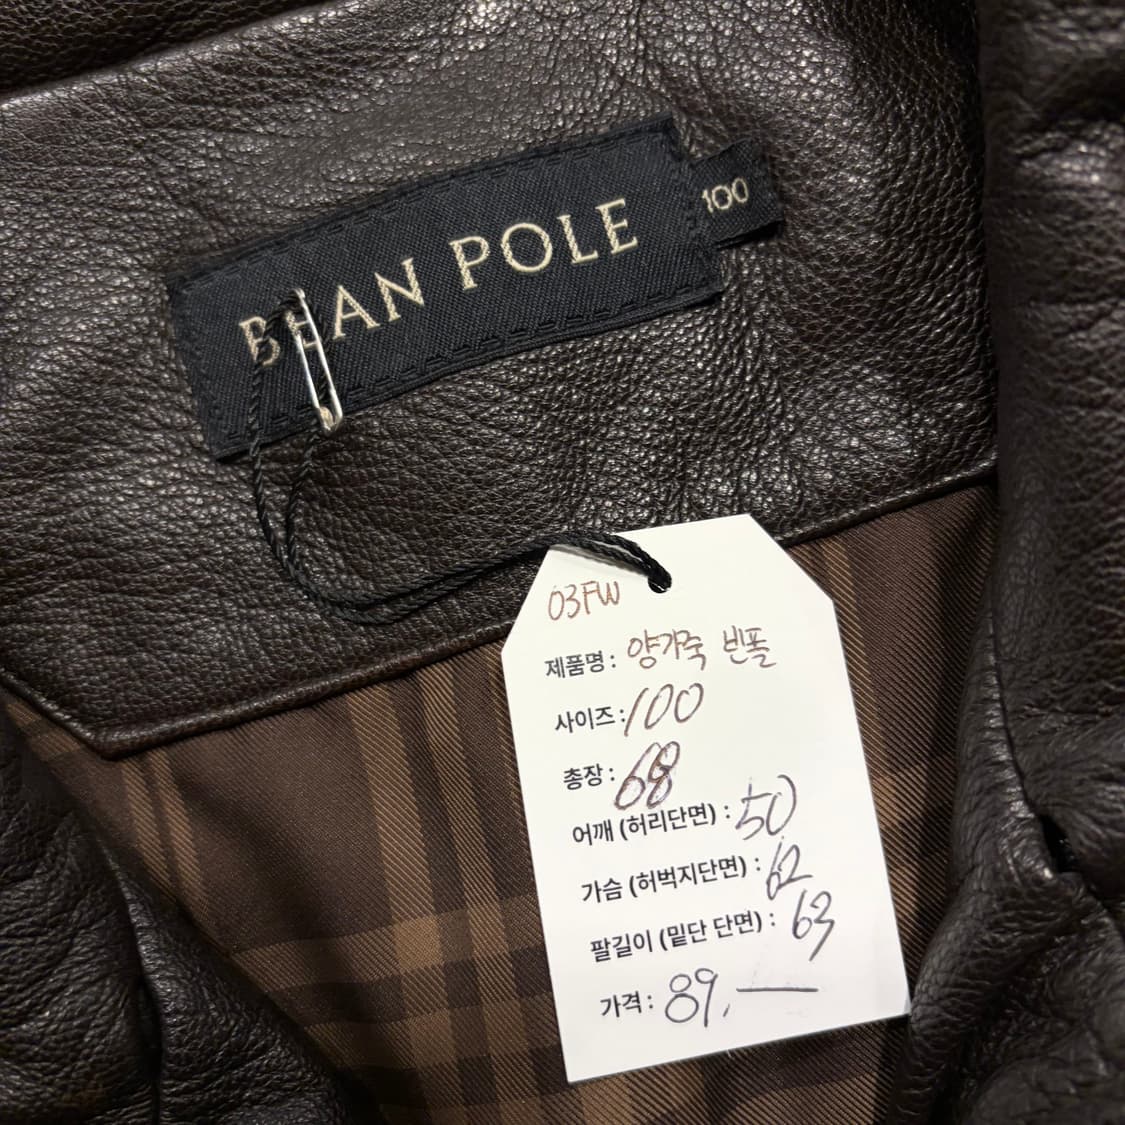 BEAN POLE
100
03FW
제품명 : 양가죽 빈폴
사이즈 : 100
총장 : 68
어깨 (허리단면) : 50
가슴 (허벅지단면) : 62
팔길이 (밑단 단면) : 63
가격 : 89,—